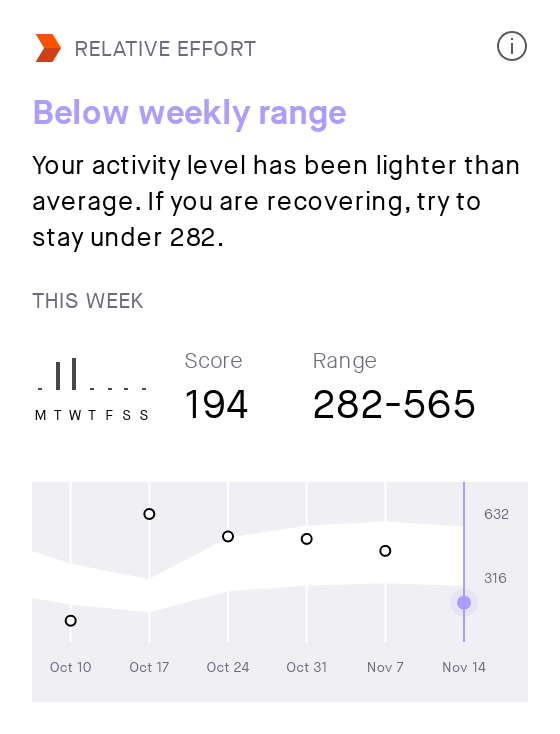 RELATIVE EFFORT
Below weekly range
Your activity level has been lighter than
average. If you are recovering, try to
stay under 282.
THIS WEEK
Score Range
194 282-565
M T W T F S S
632
316
Oct 10 Oct 17 Oct 24 Oct 31 Nov 7 Nov 14